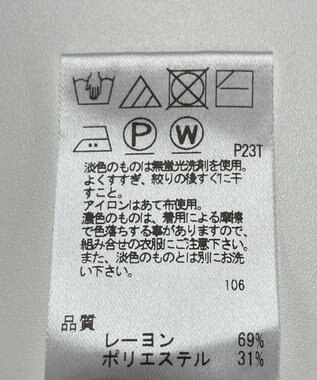 P W
P23T
淡色のものは無蛍光洗剤を使用。
よくすすぎ、絞りの後すぐに干
すこと。
アイロンはあて布使用。
濃色のものは、着用による摩擦
で色落ちする事がありますので、
組み合せの衣服にご注意下さい。
また、淡色のものとは別にお洗
い下さい。
106
品質
レーヨン 69%
ポリエステル 31%